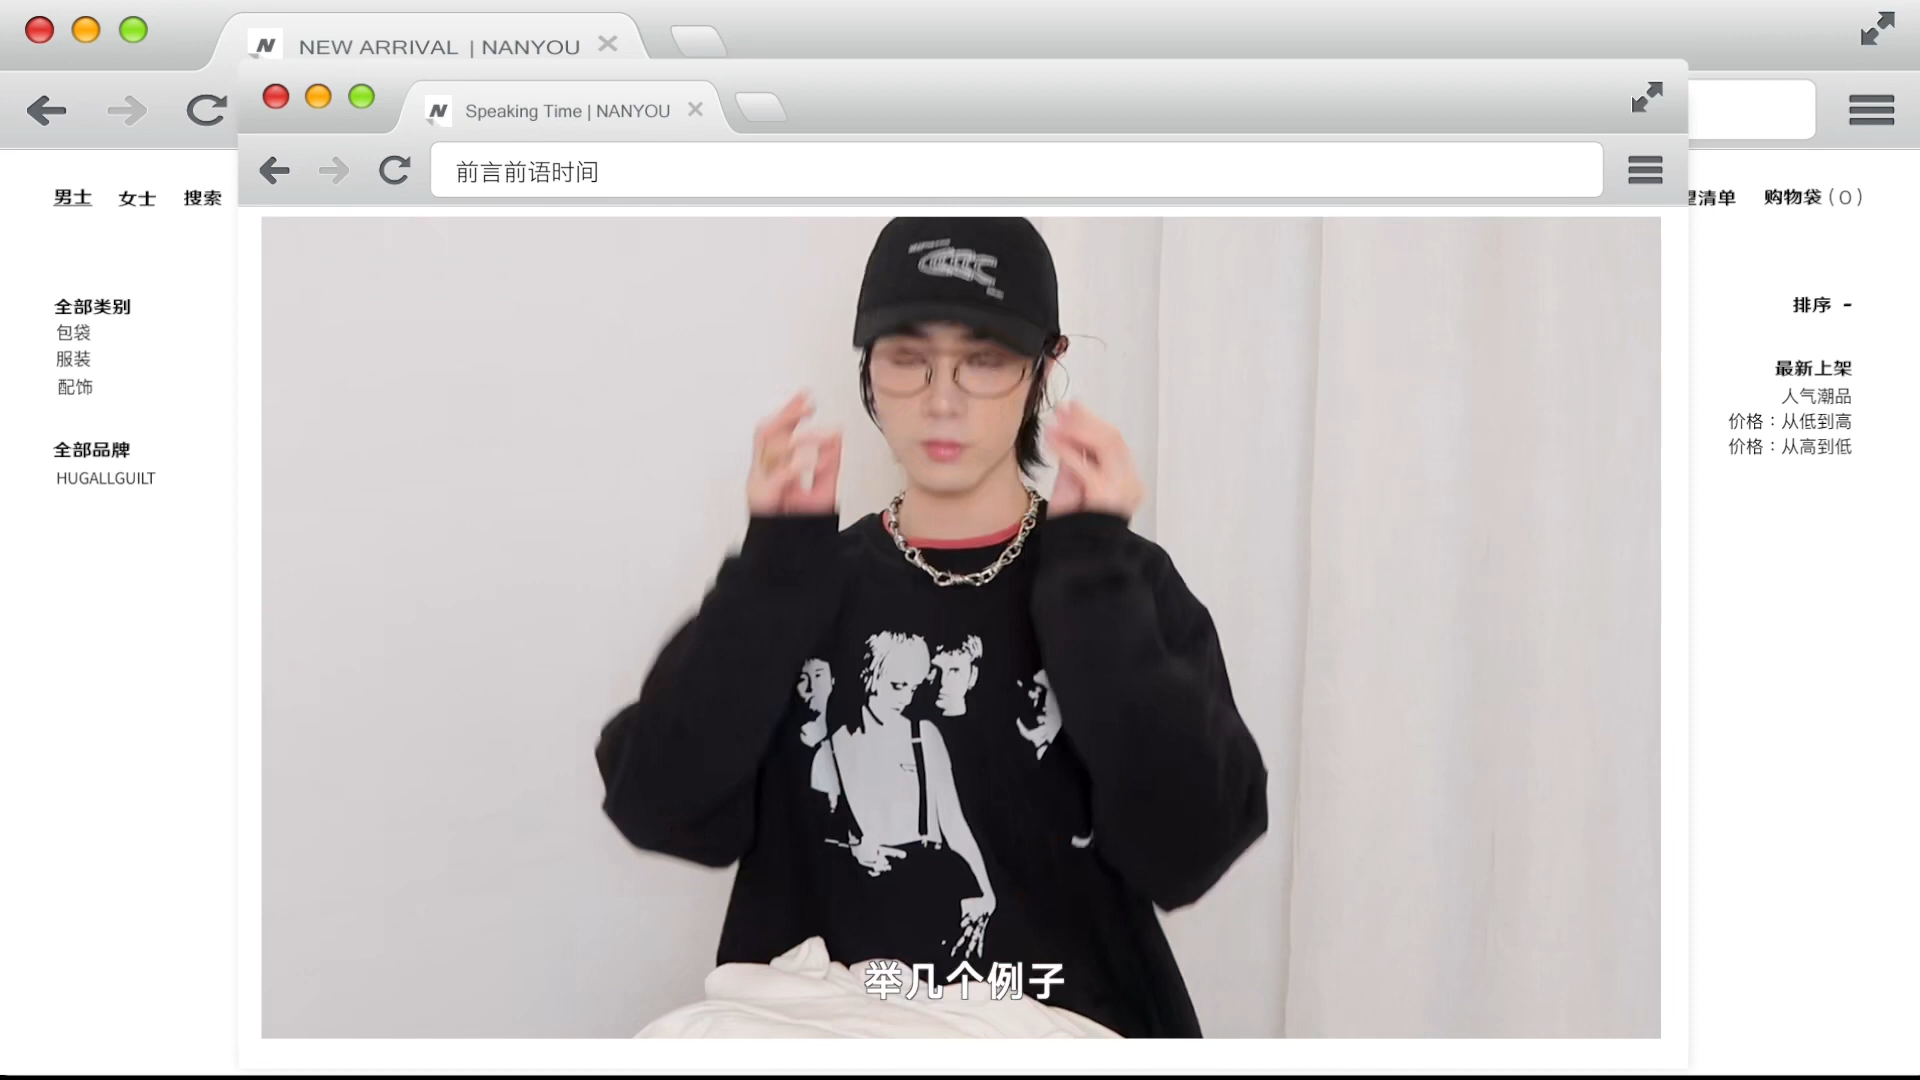 NEW ARRIVAL | NANYOU
Speaking Time | NANYOU
前言前语时间
男士 女士 搜索
望清单 购物袋 ( 0 )
全部类别
包袋
服装
配饰
全部品牌
HUGALLGUILT
排序 -
最新上架
人气潮品
价格：从低到高
价格：从高到低
举几个例子